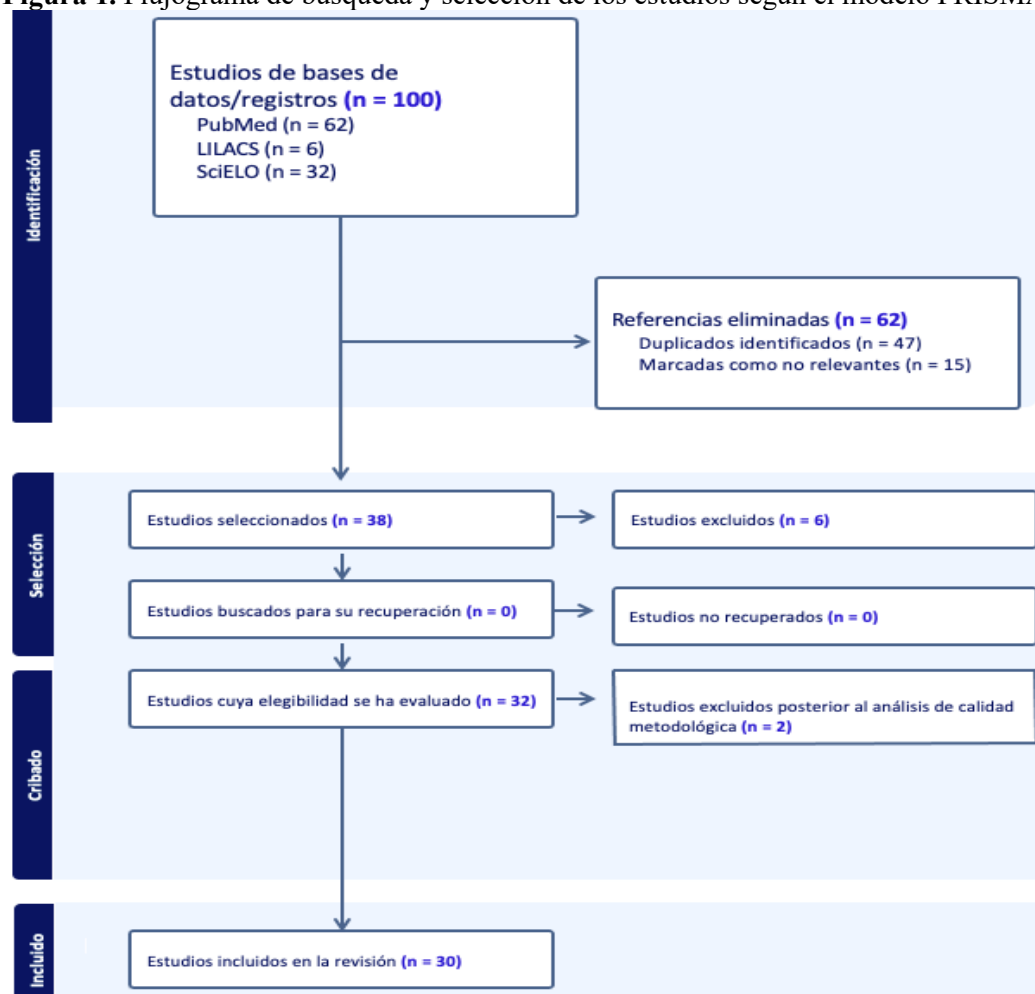 Figura 1. Flujograma de búsqueda y selección de los estudios según el modelo PRISMA
Identificación
Estudios de bases de
datos/registros (n = 100)
PubMed (n = 62)
LILACS (n = 6)
SciELO (n = 32)
Referencias eliminadas (n = 62)
Duplicados identificados (n = 47)
Marcadas como no relevantes (n = 15)
Selección
Estudios seleccionados (n = 38)
Estudios excluidos (n = 6)
Estudios buscados para su recuperación (n = 0)
Estudios no recuperados (n = 0)
Cribado
Estudios cuya elegibilidad se ha evaluado (n = 32)
Estudios excluidos posterior al análisis de calidad
metodológica (n = 2)
Incluido
Estudios incluidos en la revisión (n = 30)